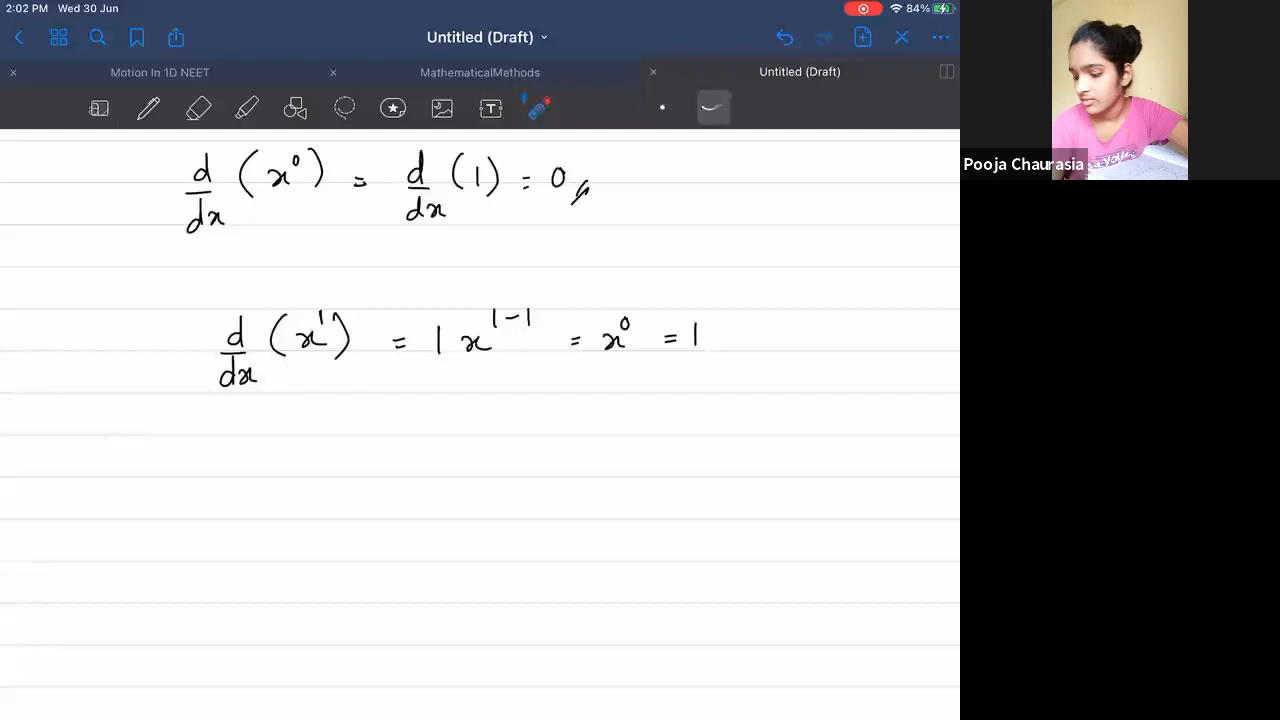 2:02 PM Wed 30 Jun 84%
Untitled (Draft)
Motion In 1D NEET MathematicalMethods Untitled (Draft)
d/dx (x⁰) = d/dx (1) = 0
d/dx (x¹) = 1 x¹⁻¹ = x⁰ = 1
Pooja Chaurasia